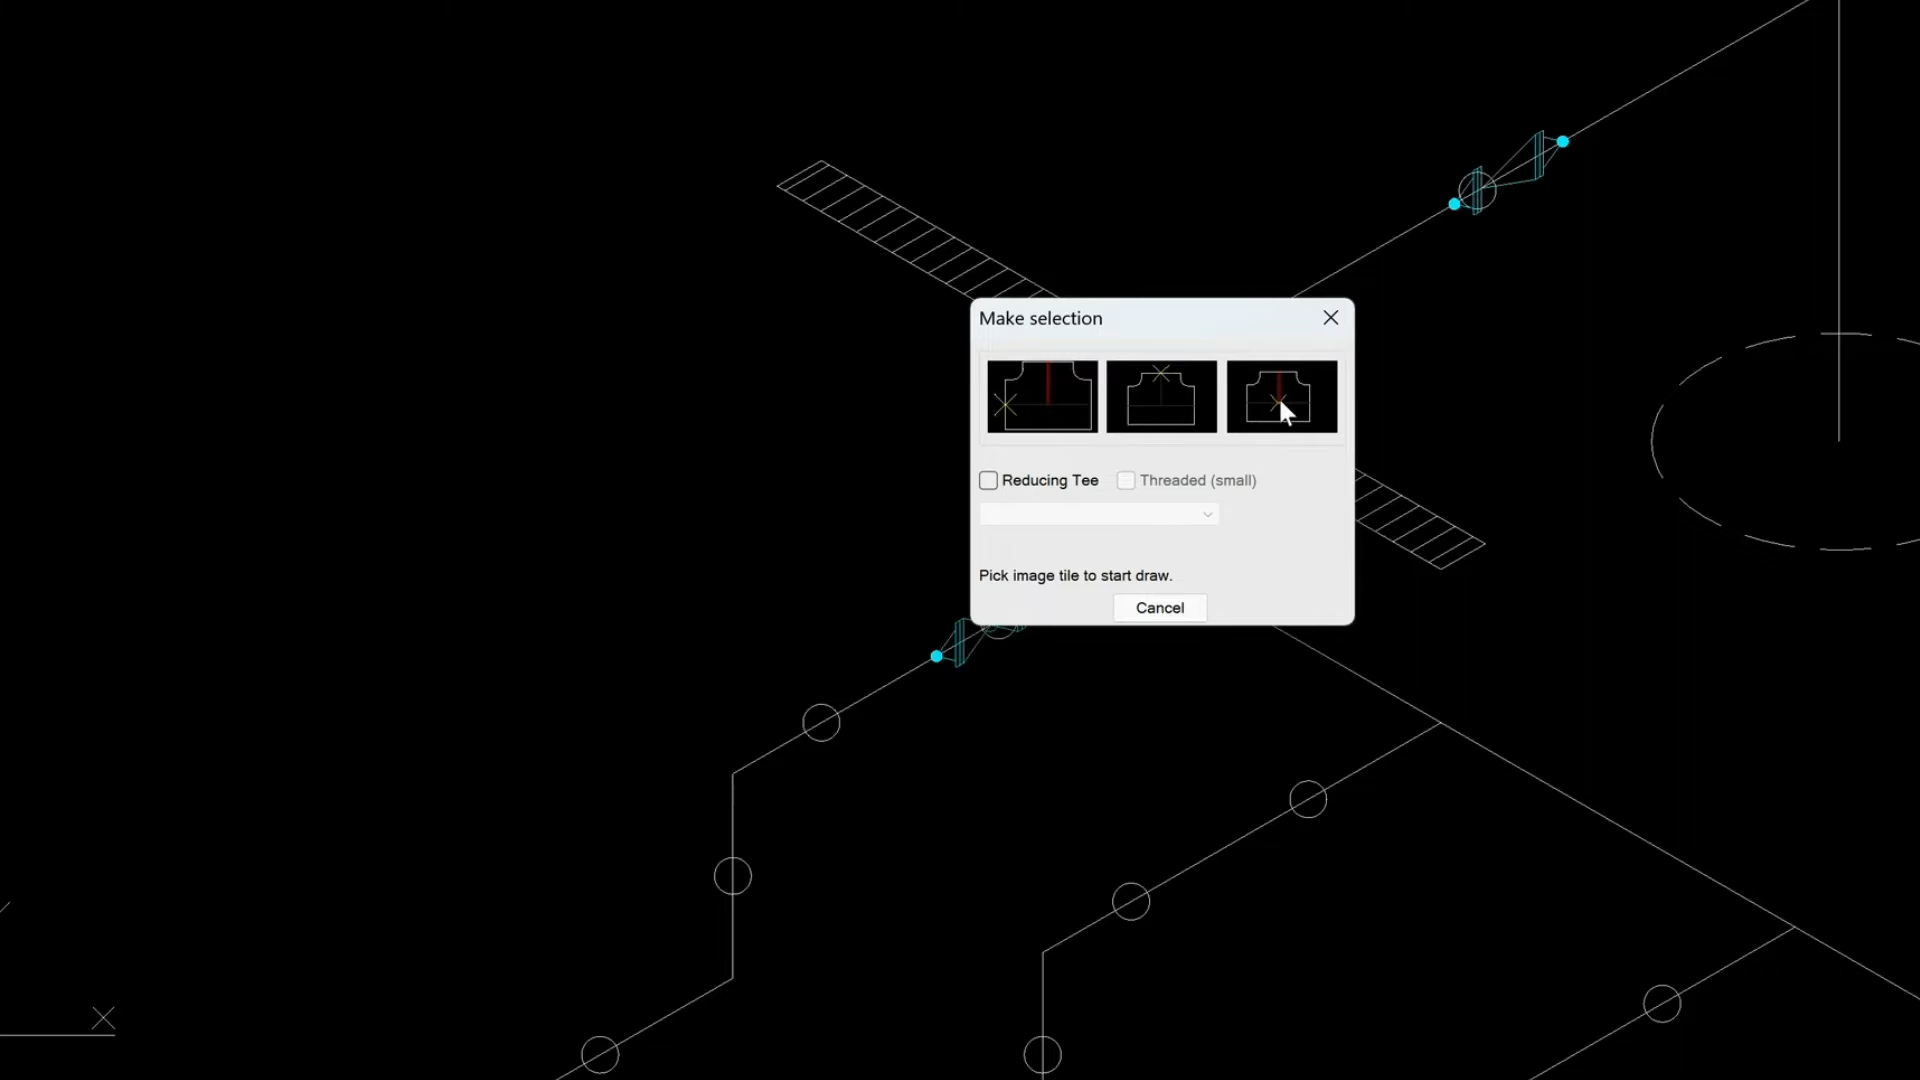 Make selection
Reducing Tee
Threaded (small)
Pick image tile to start draw.
Cancel